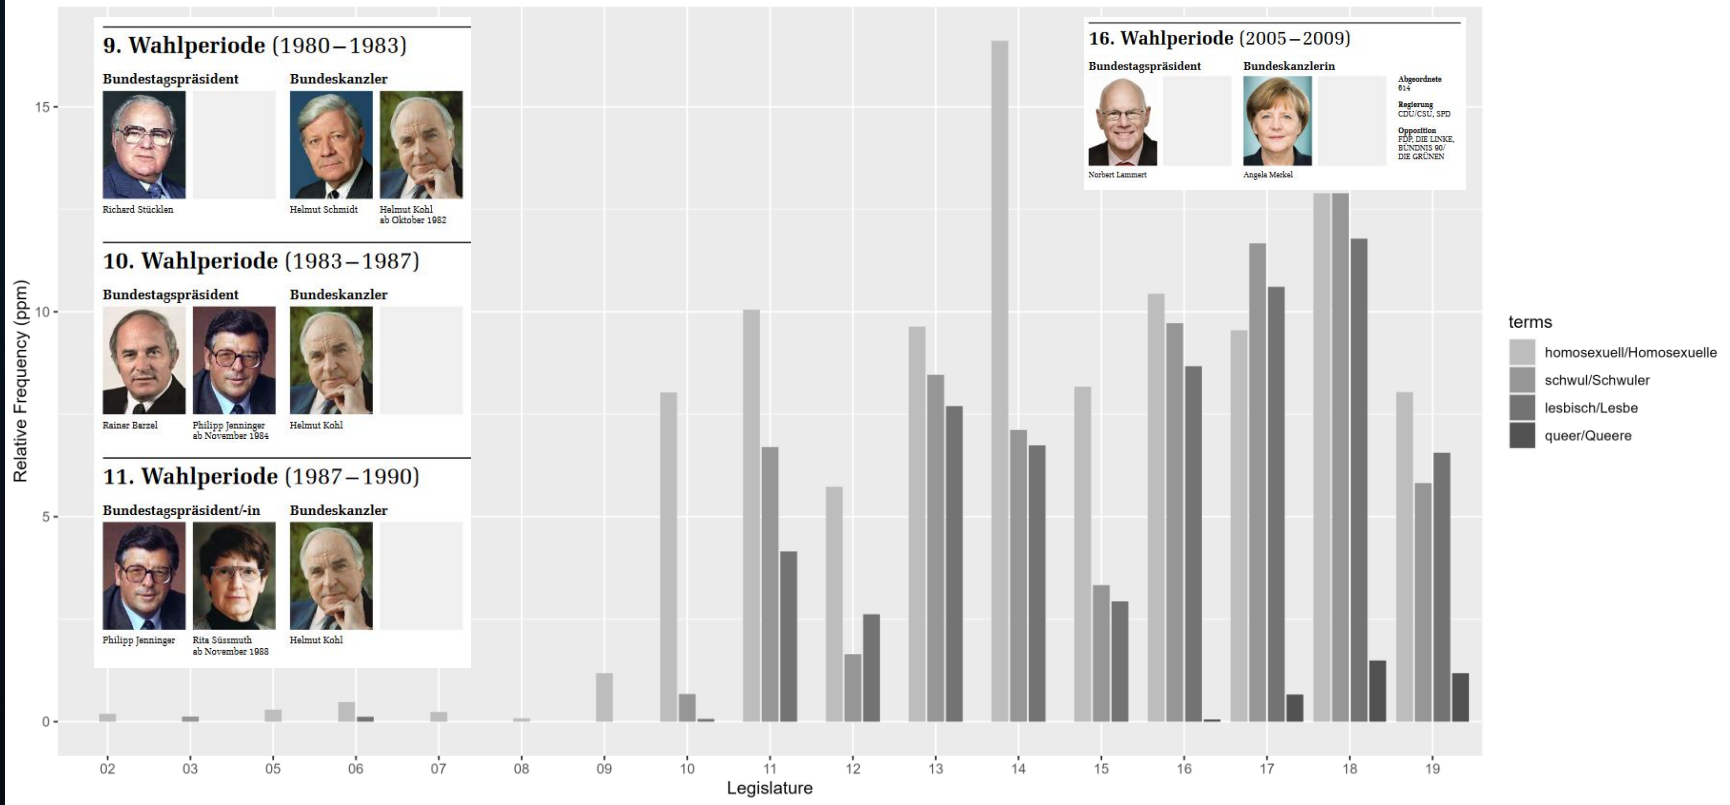 9. Wahlperiode (1980–1983)
Bundestagspräsident
Bundeskanzler
Richard Stücklen
Helmut Schmidt
Helmut Kohl
ab Oktober 1982
10. Wahlperiode (1983–1987)
Bundestagspräsident
Bundeskanzler
Rainer Barzel
Philipp Jenninger
ab November 1984
Helmut Kohl
11. Wahlperiode (1987–1990)
Bundestagspräsident/-in
Bundeskanzler
Philipp Jenninger
Rita Süssmuth
ab November 1988
Helmut Kohl
16. Wahlperiode (2005–2009)
Bundestagspräsident
Bundeskanzlerin
Norbert Lammert
Angela Merkel
Abgeordnete
614
Regierung
CDU/CSU, SPD
Opposition
FDP, DIE LINKE,
BÜNDNIS 90/
DIE GRÜNEN
Relative Frequency (ppm)
15
10
5
0
02 03 05 06 07 08 09 10 11 12 13 14 15 16 17 18 19
Legislature
terms
homosexuell/Homosexuelle
schwul/Schwuler
lesbisch/Lesbe
queer/Queere